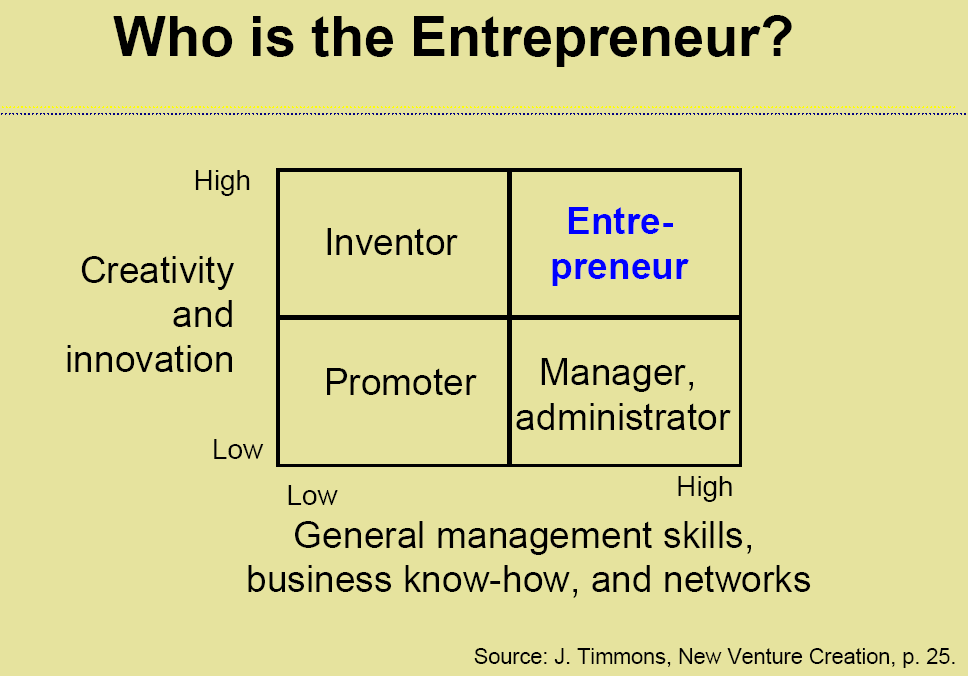 Who is the Entrepreneur?
High
Inventor
Entre-
preneur
Creativity
and
innovation
Promoter
Manager,
administrator
Low
Low
High
General management skills,
business know-how, and networks
Source: J. Timmons, New Venture Creation, p. 25.